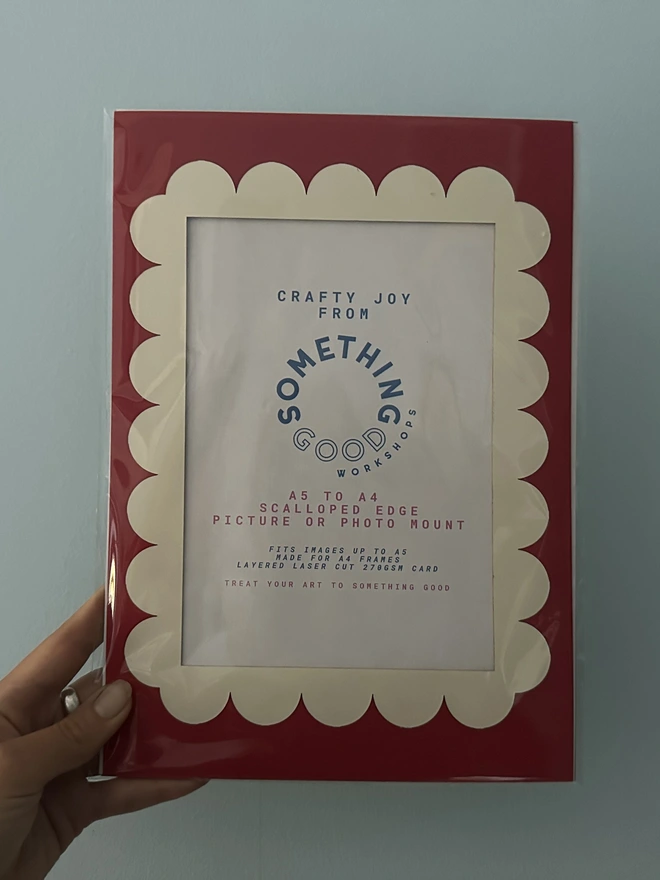 CRAFTY JOY
FROM
SOMETHING
GOOD
WORKSHOPS
A5 TO A4
SCALLOPED EDGE
PICTURE OR PHOTO MOUNT
FITS IMAGES UP TO A5
MADE FOR A4 FRAMES
LAYERED LASER CUT 270GSM CARD
TREAT YOUR ART TO SOMETHING GOOD